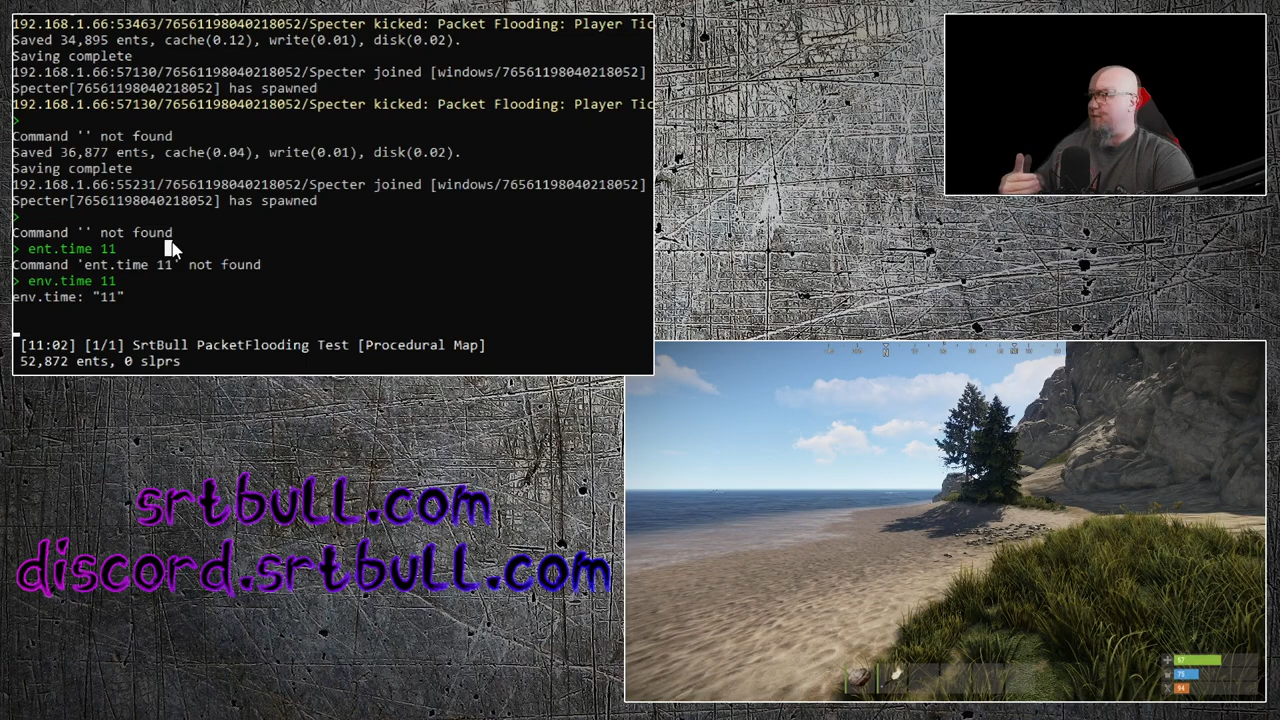 192.168.1.66:53463/76561198040218052/Specter kicked: Packet Flooding: Player Tic
Saved 34,895 ents, cache(0.12), write(0.01), disk(0.02).
Saving complete
192.168.1.66:57130/76561198040218052/Specter joined [windows/76561198040218052]
Specter[76561198040218052] has spawned
192.168.1.66:57130/76561198040218052/Specter kicked: Packet Flooding: Player Tic
>
Command '' not found
Saved 36,877 ents, cache(0.04), write(0.01), disk(0.02).
Saving complete
192.168.1.66:55231/76561198040218052/Specter joined [windows/76561198040218052]
Specter[76561198040218052] has spawned
>
Command '' not found
> ent.time 11
Command 'ent.time 11' not found
> env.time 11
env.time: "11"
[11:02] [1/1] SrtBull PacketFlooding Test [Procedural Map]
52,872 ents, 0 slprs
srtbull.com
discord.srtbull.com
N
57
75
94